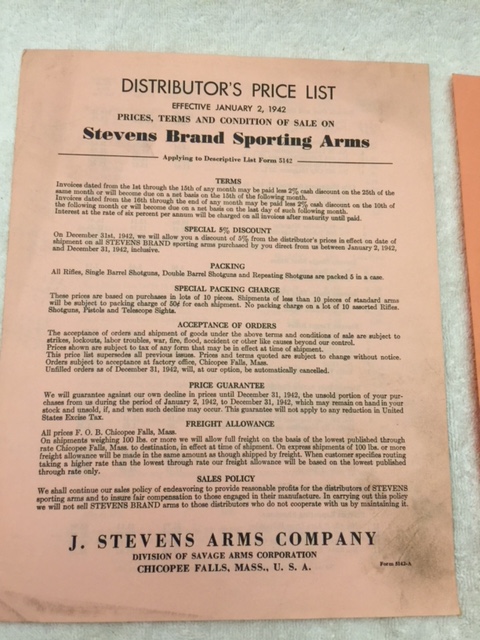 DISTRIBUTOR'S PRICE LIST
EFFECTIVE JANUARY 2, 1942
PRICES, TERMS AND CONDITION OF SALE ON
Stevens Brand Sporting Arms
Applying to Descriptive List Form 5142
TERMS
Invoices dated from the 1st through the 15th of any month may be paid less 2% cash discount on the 25th of the
same month or will become due on a net basis on the 15th of the following month.
Invoices dated from the 16th through the end of any month may be paid less 2% cash discount on the 10th of
the following month or will become due on a net basis on the last day of such following month.
Interest at the rate of six percent per annum will be charged on all invoices after maturity until paid.
SPECIAL 5% DISCOUNT
On December 31st, 1942, we will allow you a discount of 5% from the distributor's prices in effect on date of
shipment on all STEVENS BRAND sporting arms purchased by you direct from us between January 2, 1942,
and December 31, 1942, inclusive.
PACKING
All Rifles, Single Barrel Shotguns, Double Barrel Shotguns and Repeating Shotguns are packed 5 in a case.
SPECIAL PACKING CHARGE
These prices are based on purchases in lots of 10 pieces. Shipments of less than 10 pieces of standard arms
will be subject to packing charge of 50¢ for each shipment. No packing charge on a lot of 10 assorted Rifles,
Shotguns, Pistols and Telescope Sights.
ACCEPTANCE OF ORDERS
The acceptance of orders and shipment of goods under the above terms and conditions of sale are subject to
strikes, lockouts, labor troubles, war, fire, flood, accident or other like causes beyond our control.
Prices shown are subject to tax of any form that may be in effect at time of shipment.
This price list supersedes all previous issues. Prices and terms quoted are subject to change without notice.
Orders subject to acceptance at factory office, Chicopee Falls, Mass.
Unfilled orders as of December 31, 1942, will, at our option, be automatically cancelled.
PRICE GUARANTEE
We will guarantee against our own decline in prices until December 31, 1942, the unsold portion of your pur-
chases from us during the period of January 2, 1942, to December 31, 1942, which may remain on hand in your
stock and unsold, if, and when such decline may occur. This guarantee will not apply to any reduction in United
States Excise Tax.
FREIGHT ALLOWANCE
All prices F. O. B. Chicopee Falls, Mass.
On shipments weighing 100 lbs. or more we will allow full freight on the basis of the lowest published through
rate Chicopee Falls, Mass. to destination, in effect at time of shipment. On express shipments of 100 lbs. or more
freight allowance will be made in the same amount as though shipped by freight. When customer specifies routing
taking a higher rate than the lowest through rate our freight allowance will be based on the lowest published
through rate only.
SALES POLICY
We shall continue our sales policy of endeavoring to provide reasonable profits for the distributors of STEVENS
sporting arms and to insure fair compensation to those engaged in their manufacture. In carrying out this policy
we will not sell STEVENS BRAND arms to those distributors who do not cooperate with us by maintaining it.
J. STEVENS ARMS COMPANY
DIVISION OF SAVAGE ARMS CORPORATION
CHICOPEE FALLS, MASS., U. S. A.
Form 5142-A